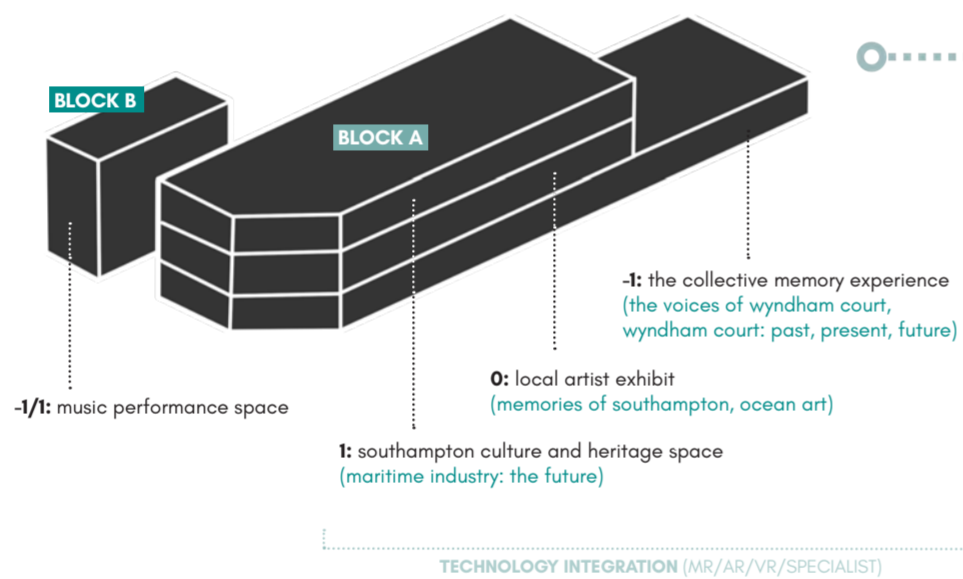 BLOCK B
BLOCK A
-1: the collective memory experience
(the voices of wyndham court,
wyndham court: past, present, future)
0: local artist exhibit
(memories of southampton, ocean art)
-1/1: music performance space
1: southampton culture and heritage space
(maritime industry: the future)
TECHNOLOGY INTEGRATION (MR/AR/VR/SPECIALIST)